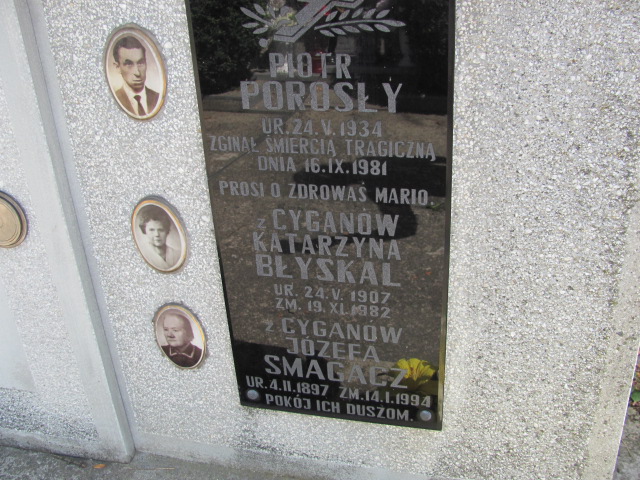 PIOTR
POROSŁY
UR.24.V.1934
ZGINAŁ ŚMIERCIĄ TRAGICZNĄ
DNIA 16.IX.1981
PROSI O ZDROWAŚ MARIO.
z CYGANÓW
KATARZYNA
BŁYSKAL
UR. 24.V. 1907
ZM. 19.XI.1982
z CYGANÓW
JÓZEFA
SMAGACZ
UR.4.II.1897 ZM.14.I.1994
POKÓJ ICH DUSZOM.